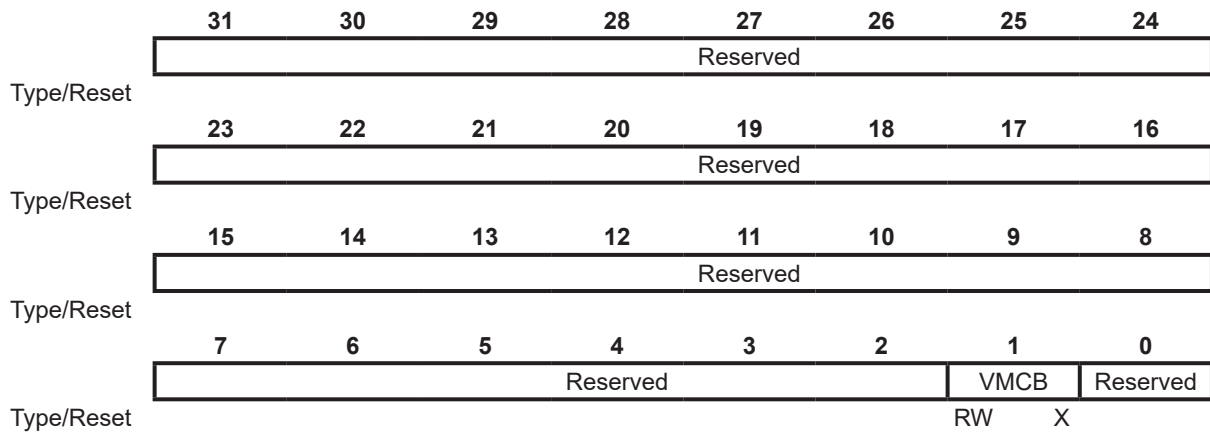 31 30 29 28 27 26 25 24
Reserved
Type/Reset
23 22 21 20 19 18 17 16
Reserved
Type/Reset
15 14 13 12 11 10 9 8
Reserved
Type/Reset
7 6 5 4 3 2 1 0
Reserved VMCB Reserved
Type/Reset RW X